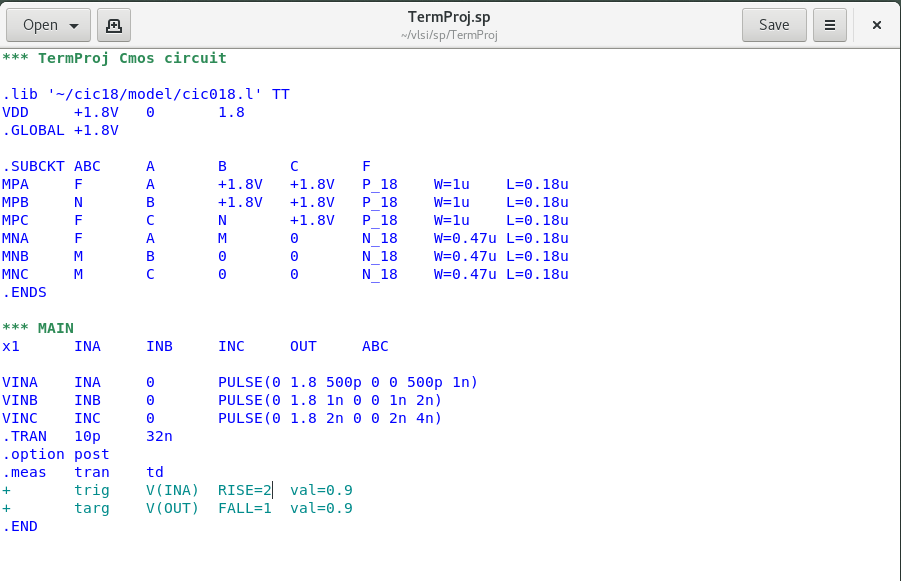 Open
TermProj.sp
~/vlsi/sp/TermProj
Save
*** TermProj Cmos circuit
.lib '~/cic18/model/cic018.l' TT
VDD +1.8V 0 1.8
.GLOBAL +1.8V
.SUBCKT ABC A B C F
MPA F A +1.8V +1.8V P_18 W=1u L=0.18u
MPB N B +1.8V +1.8V P_18 W=1u L=0.18u
MPC F C N +1.8V P_18 W=1u L=0.18u
MNA F A M 0 N_18 W=0.47u L=0.18u
MNB M B 0 0 N_18 W=0.47u L=0.18u
MNC M C 0 0 N_18 W=0.47u L=0.18u
.ENDS
*** MAIN
x1 INA INB INC OUT ABC
VINA INA 0 PULSE(0 1.8 500p 0 0 500p 1n)
VINB INB 0 PULSE(0 1.8 1n 0 0 1n 2n)
VINC INC 0 PULSE(0 1.8 2n 0 0 2n 4n)
.TRAN 10p 32n
.option post
.meas tran td
+ trig V(INA) RISE=2 val=0.9
+ targ V(OUT) FALL=1 val=0.9
.END